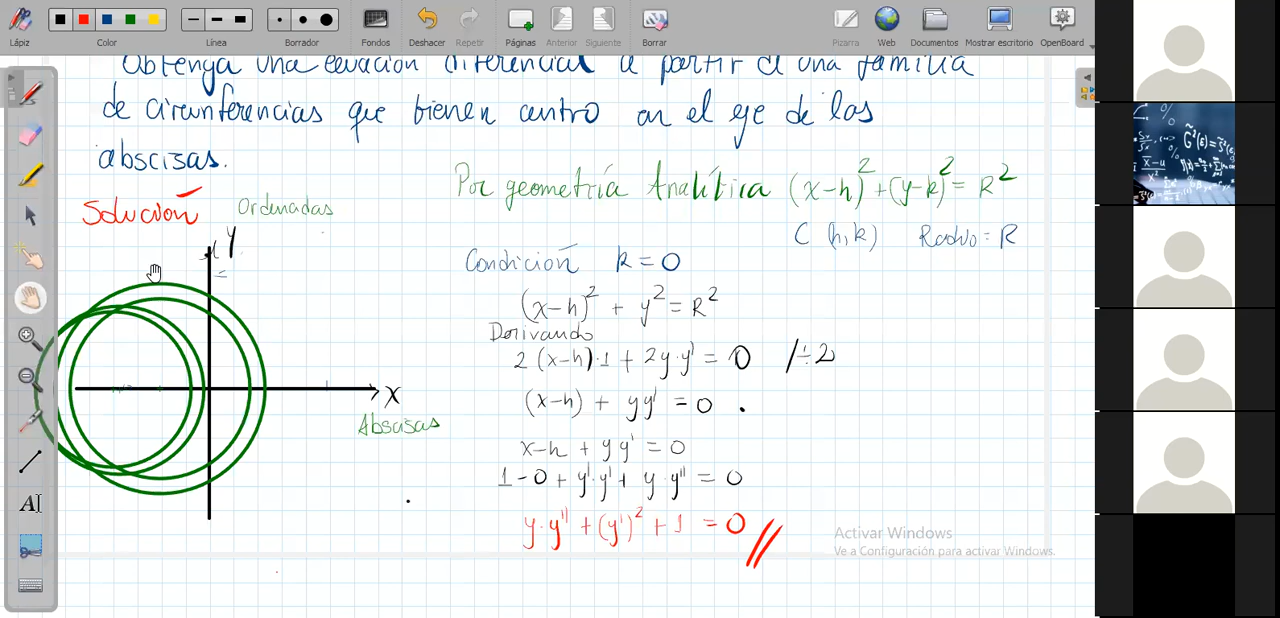 Lápiz
Color
Línea
Borrador
Fondos
Deshacer
Repetir
Páginas
Anterior
Siguiente
Borrar
Pizarra
Web
Documentos
Mostrar escritorio
OpenBoard
Obtenga una ecuación diferencial a partir d una familia
de circunferencias que bienen centro en el eje de las
abscisas.
Solución
Ordenadas
Y
X
Abscisas
Por geometría Analítica (x-h)² + (y-k)² = R²
C (h,k) Radio = R
Condición k = 0
(x-h)² + y² = R²
Derivando
2(x-h)·1 + 2y·y' = 0 /÷2
(x-h) + yy' = 0
x-h + yy' = 0
1-0 + y'·y' + y·y'' = 0
y·y'' + (y')² + 1 = 0 //
Activar Windows
Ve a Configuración para activar Windows.